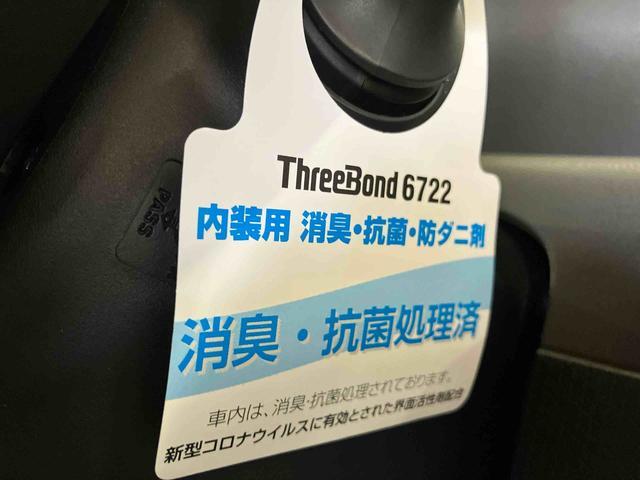 ThreeBond 6722
内装用 消臭・抗菌・防ダニ剤
消臭・抗菌処理済
車内は、消臭・抗菌処理されております。
新型コロナウイルスに有効とされた界面活性剤配合
PASS